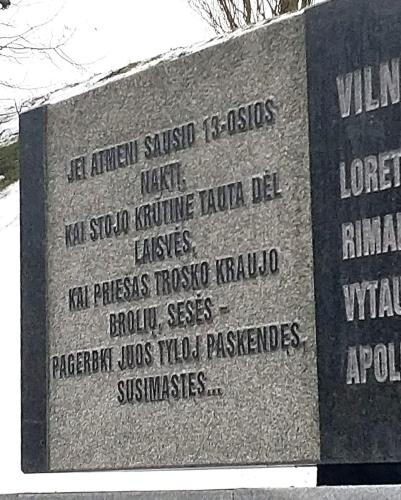 JEI ATMENI SAUSIO 13-OSIOS
NAKTĮ,
KAI STOJO KRŪTINE TAUTA DĖL
LAISVĖS,
KAI PRIEŠAS TROŠKO KRAUJO
BROLIŲ, SESĖS –
PAGERBKI JUOS TYLOJ PASKENDĘS,
SUSIMĄSTĘS...
VILN
LORET
RIMAN
VYTAU
APOL